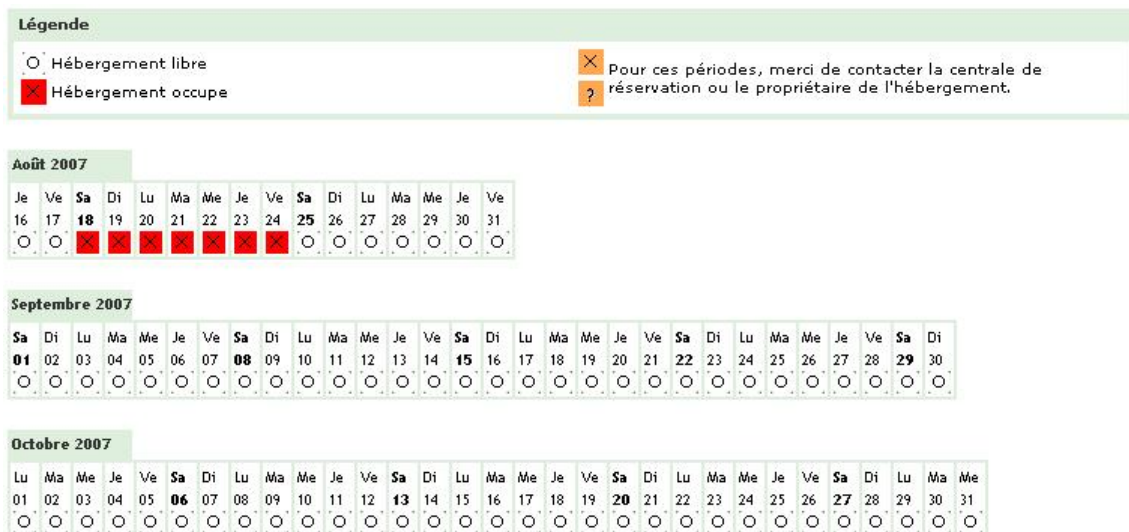 Légende
Hébergement libre
Hébergement occupe
Pour ces périodes, merci de contacter la centrale de
? réservation ou le propriétaire de l'hébergement.
Août 2007
Je Ve Sa Di Lu Ma Me Je Ve Sa Di Lu Ma Me Je Ve
16 17 18 19 20 21 22 23 24 25 26 27 28 29 30 31
Septembre 2007
Sa Di Lu Ma Me Je Ve Sa Di Lu Ma Me Je Ve Sa Di Lu Ma Me Je Ve Sa Di Lu Ma Me Je Ve Sa Di
01 02 03 04 05 06 07 08 09 10 11 12 13 14 15 16 17 18 19 20 21 22 23 24 25 26 27 28 29 30
Octobre 2007
Lu Ma Me Je Ve Sa Di Lu Ma Me Je Ve Sa Di Lu Ma Me Je Ve Sa Di Lu Ma Me Je Ve Sa Di Lu Ma Me
01 02 03 04 05 06 07 08 09 10 11 12 13 14 15 16 17 18 19 20 21 22 23 24 25 26 27 28 29 30 31